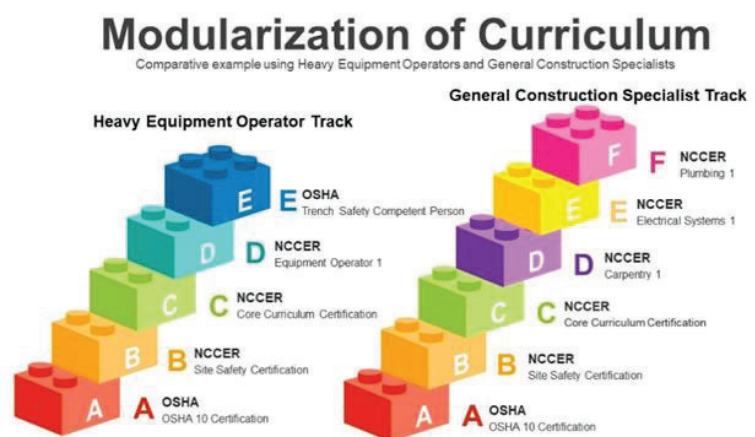 Modularization of Curriculum
Comparative example using Heavy Equipment Operators and General Construction Specialists
Heavy Equipment Operator Track
E
E OSHA
Trench Safety Competent Person
D
D NCCER
Equipment Operator 1
C
C NCCER
Core Curriculum Certification
B
B NCCER
Site Safety Certification
A
A OSHA
OSHA 10 Certification
General Construction Specialist Track
F
F NCCER
Plumbing 1
E
E NCCER
Electrical Systems 1
D
D NCCER
Carpentry 1
C
C NCCER
Core Curriculum Certification
B
B NCCER
Site Safety Certification
A
A OSHA
OSHA 10 Certification